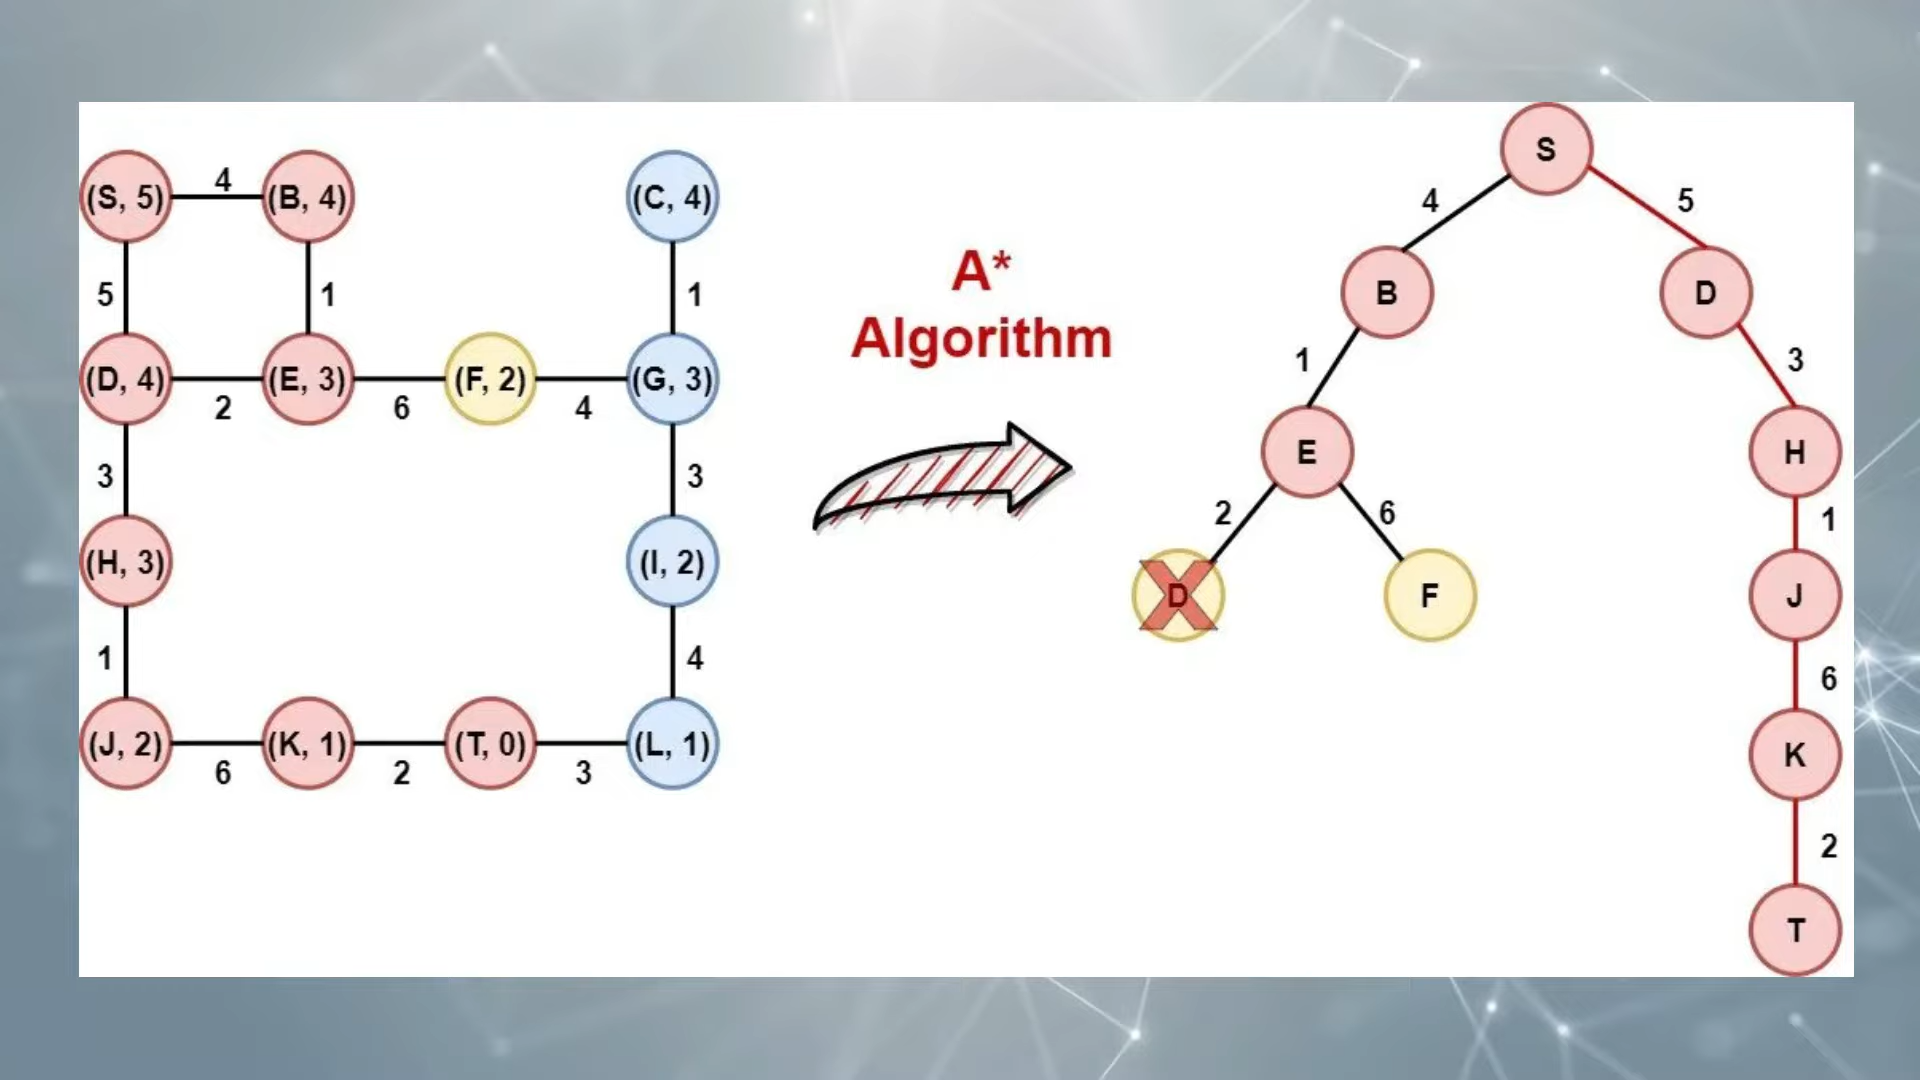 (S, 5) 4 (B, 4) (C, 4)
5 1 1
(D, 4) 2 (E, 3) 6 (F, 2) 4 (G, 3)
3 3
(H, 3) (I, 2)
1 4
(J, 2) 6 (K, 1) 2 (T, 0) 3 (L, 1)
A*
Algorithm
S
4 5
B D
1 3
E H
2 6 1
D F J
6
K
2
T